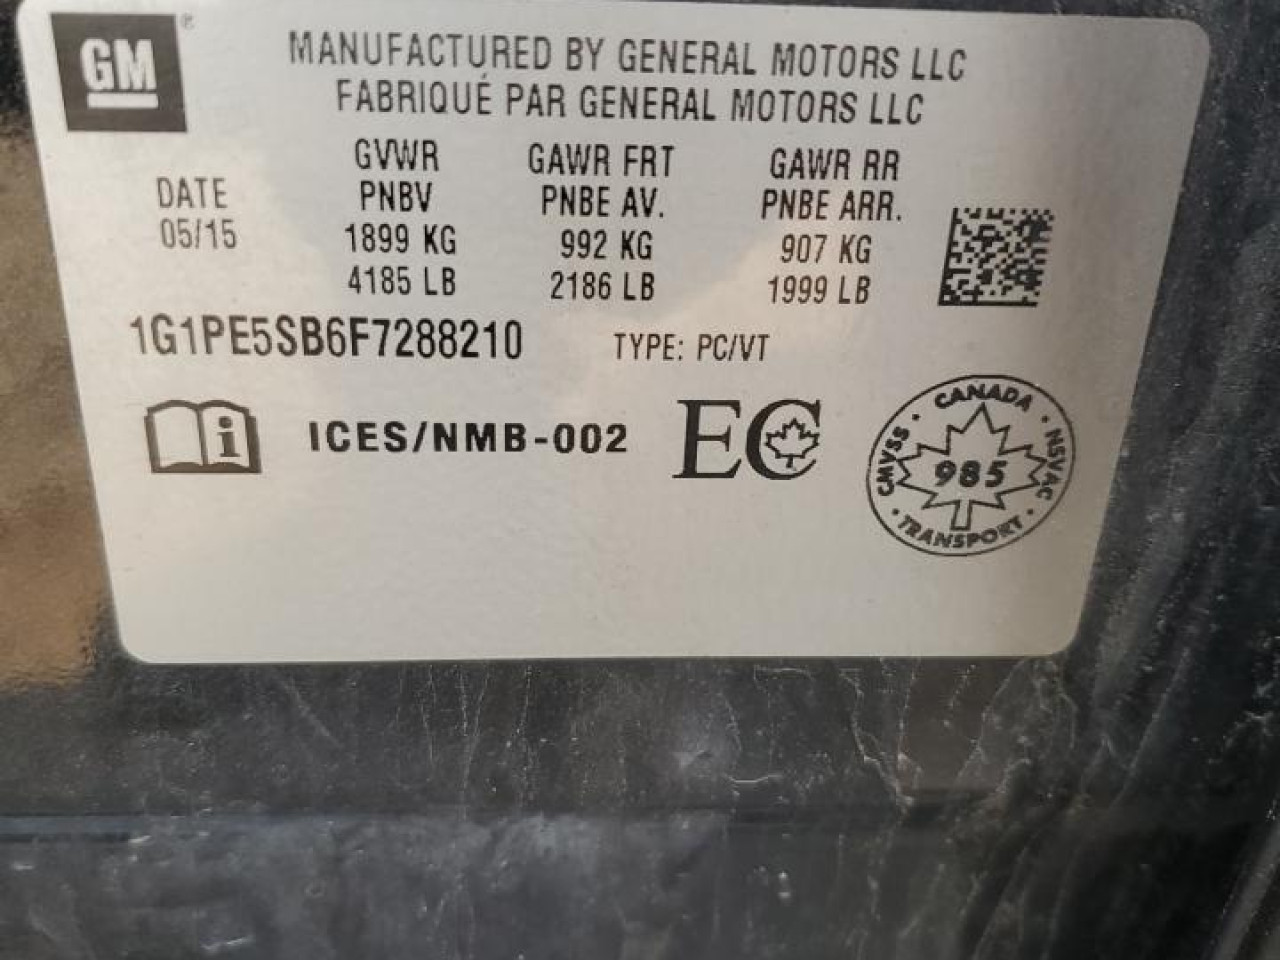 GM®
MANUFACTURED BY GENERAL MOTORS LLC
FABRIQUÉ PAR GENERAL MOTORS LLC
DATE
05/15
GVWR
PNBV
1899 KG
4185 LB
GAWR FRT
PNBE AV.
992 KG
2186 LB
GAWR RR
PNBE ARR.
907 KG
1999 LB
1G1PE5SB6F7288210
TYPE: PC/VT
i
ICES/NMB-002
EC
CANADA
CMVSS
985
NSVAC
TRANSPORT